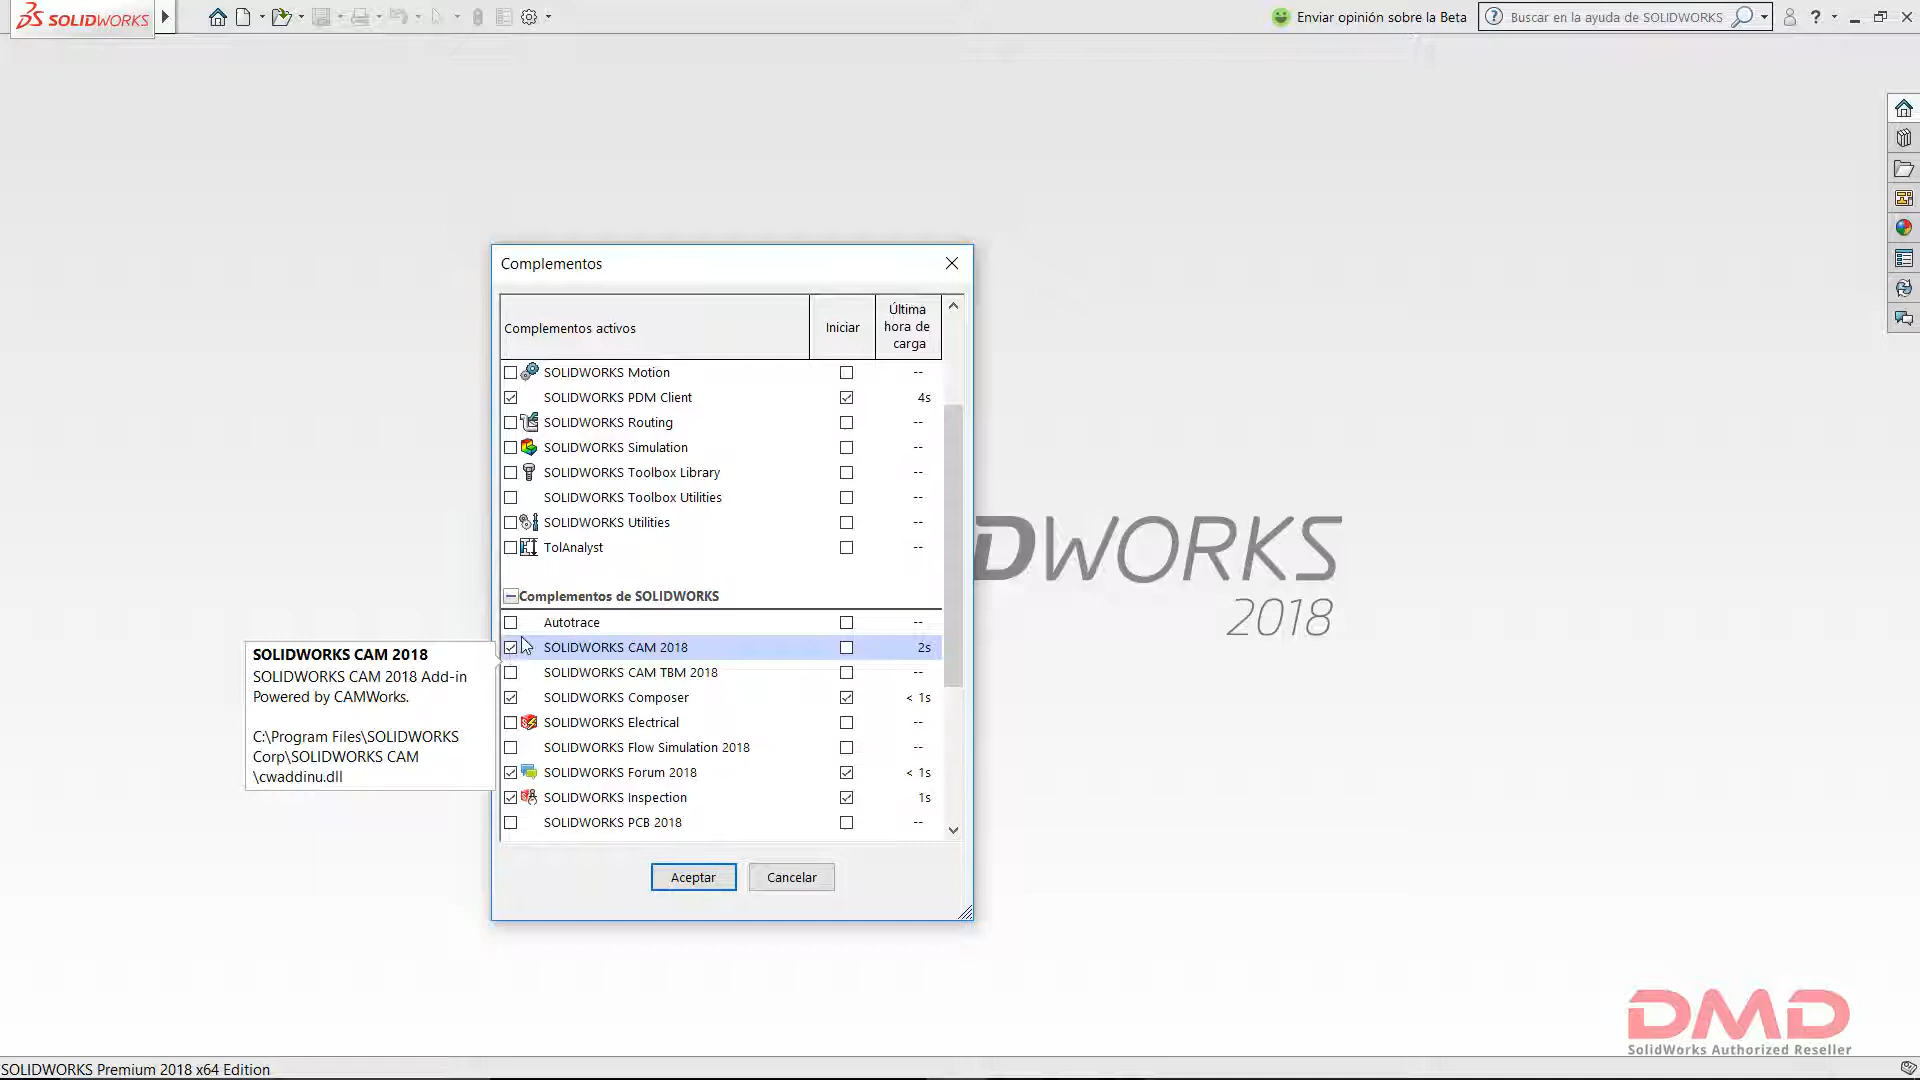 SOLIDWORKS
Enviar opinión sobre la Beta
Buscar en la ayuda de SOLIDWORKS
Complementos
Complementos activos
Iniciar
Última
hora de
carga
SOLIDWORKS Motion --
SOLIDWORKS PDM Client 4s
SOLIDWORKS Routing --
SOLIDWORKS Simulation --
SOLIDWORKS Toolbox Library --
SOLIDWORKS Toolbox Utilities --
SOLIDWORKS Utilities --
TolAnalyst --
Complementos de SOLIDWORKS
Autotrace --
SOLIDWORKS CAM 2018 2s
SOLIDWORKS CAM TBM 2018 --
SOLIDWORKS Composer < 1s
SOLIDWORKS Electrical --
SOLIDWORKS Flow Simulation 2018 --
SOLIDWORKS Forum 2018 < 1s
SOLIDWORKS Inspection 1s
SOLIDWORKS PCB 2018 --
Aceptar
Cancelar
SOLIDWORKS CAM 2018
SOLIDWORKS CAM 2018 Add-in
Powered by CAMWorks.
C:\Program Files\SOLIDWORKS
Corp\SOLIDWORKS CAM
\cwaddinu.dll
DWORKS
2018
DMD
SolidWorks Authorized Reseller
SOLIDWORKS Premium 2018 x64 Edition